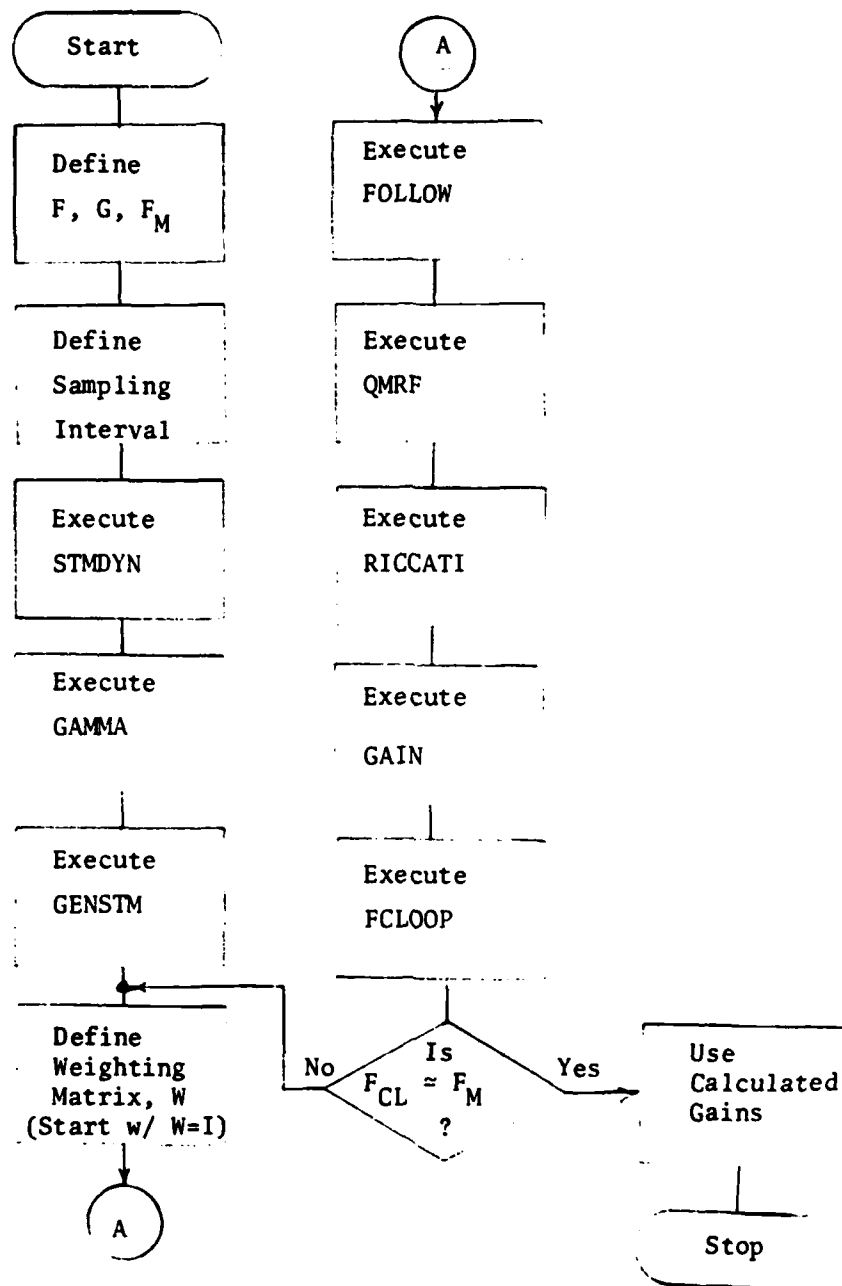 Start
Define
F, G, F_M
Define
Sampling
Interval
Execute
STMDYN
Execute
GAMMA
Execute
GENSTM
Define
Weighting
Matrix, W
(Start w/ W=I)
A
A
Execute
FOLLOW
Execute
QMRF
Execute
RICCATI
Execute
GAIN
Execute
FCLOOP
Is
F_CL ≃ F_M
?
No
Yes
Use
Calculated
Gains
Stop